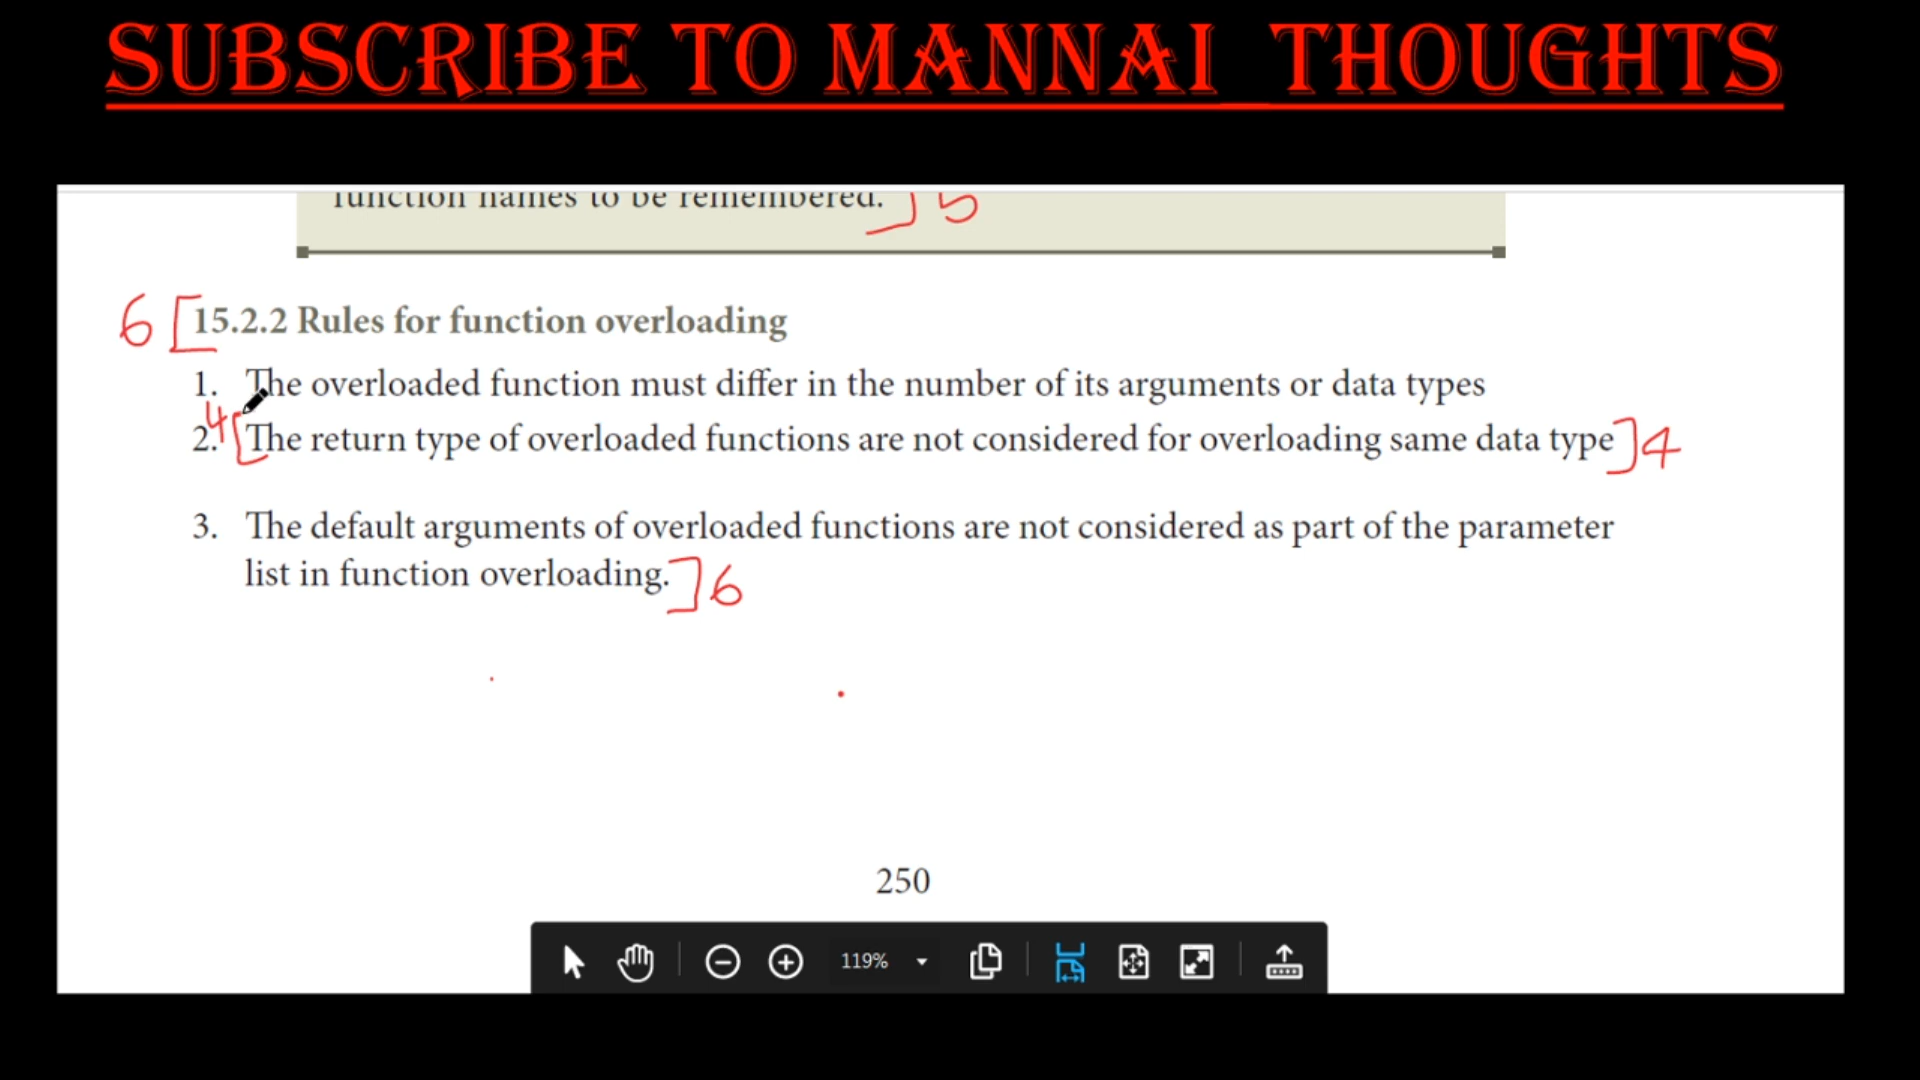 SUBSCRIBE TO MANNAI_THOUGHTS
function names to be remembered. ] 5
6 [ 15.2.2 Rules for function overloading
1. The overloaded function must differ in the number of its arguments or data types
2. 4 [ The return type of overloaded functions are not considered for overloading same data type ] 4
3. The default arguments of overloaded functions are not considered as part of the parameter
list in function overloading. ] 6
250
119%